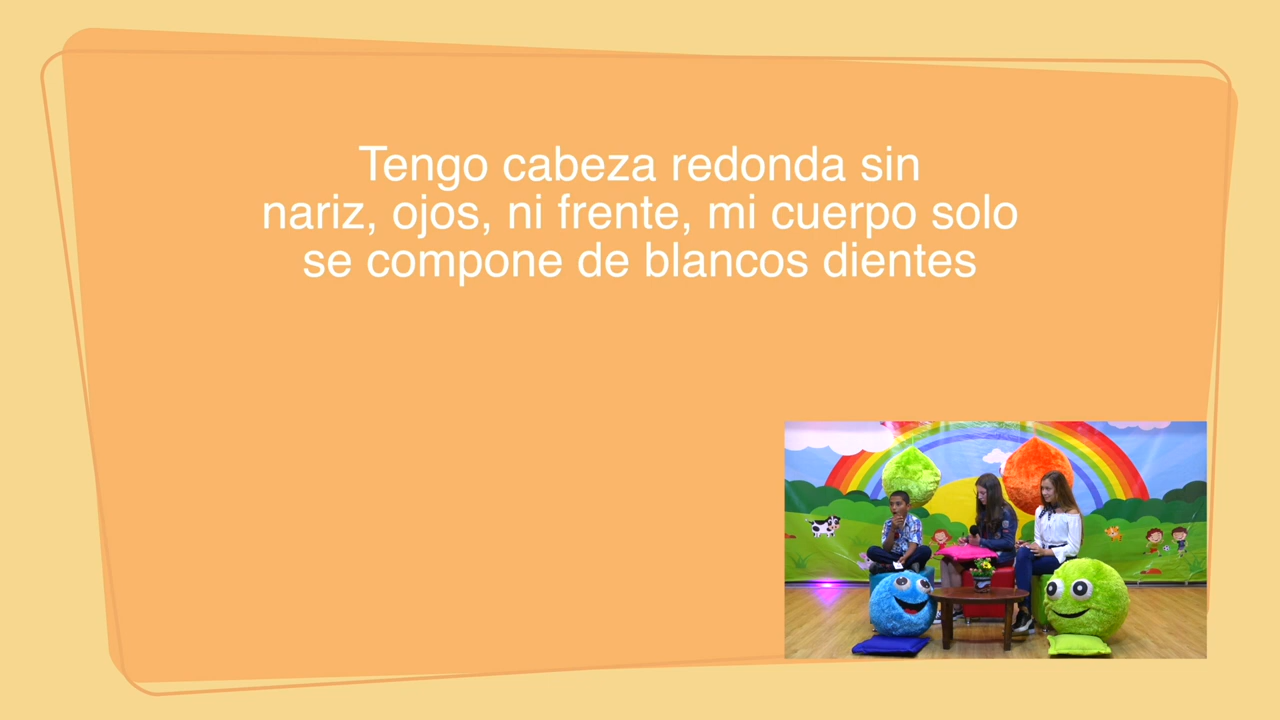 Tengo cabeza redonda sin
nariz, ojos, ni frente, mi cuerpo solo
se compone de blancos dientes